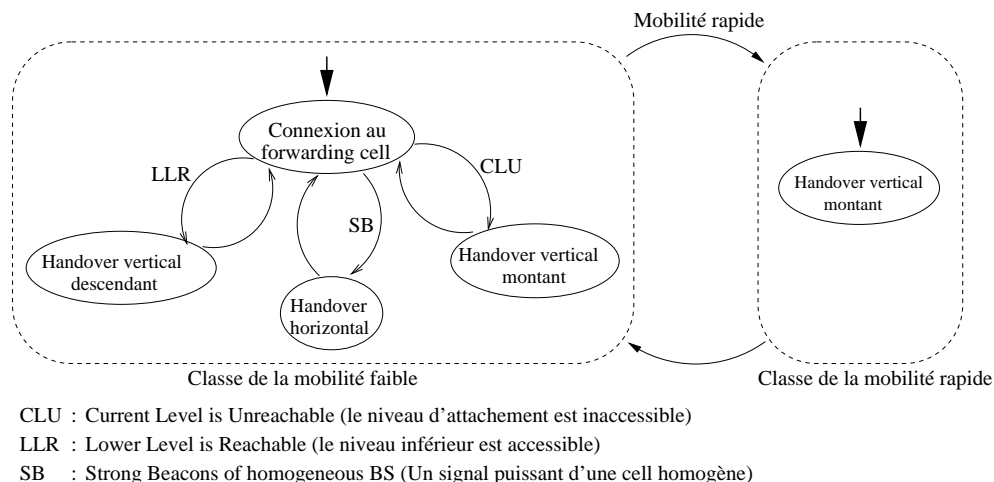 Mobilité rapide
Connexion au
forwarding cell
LLR
CLU
SB
Handover vertical
descendant
Handover
horizontal
Handover vertical
montant
Handover vertical
montant
Classe de la mobilité faible
Classe de la mobilité rapide
CLU : Current Level is Unreachable (le niveau d'attachement est inaccessible)
LLR : Lower Level is Reachable (le niveau inférieur est accessible)
SB : Strong Beacons of homogeneous BS (Un signal puissant d'une cell homogène)